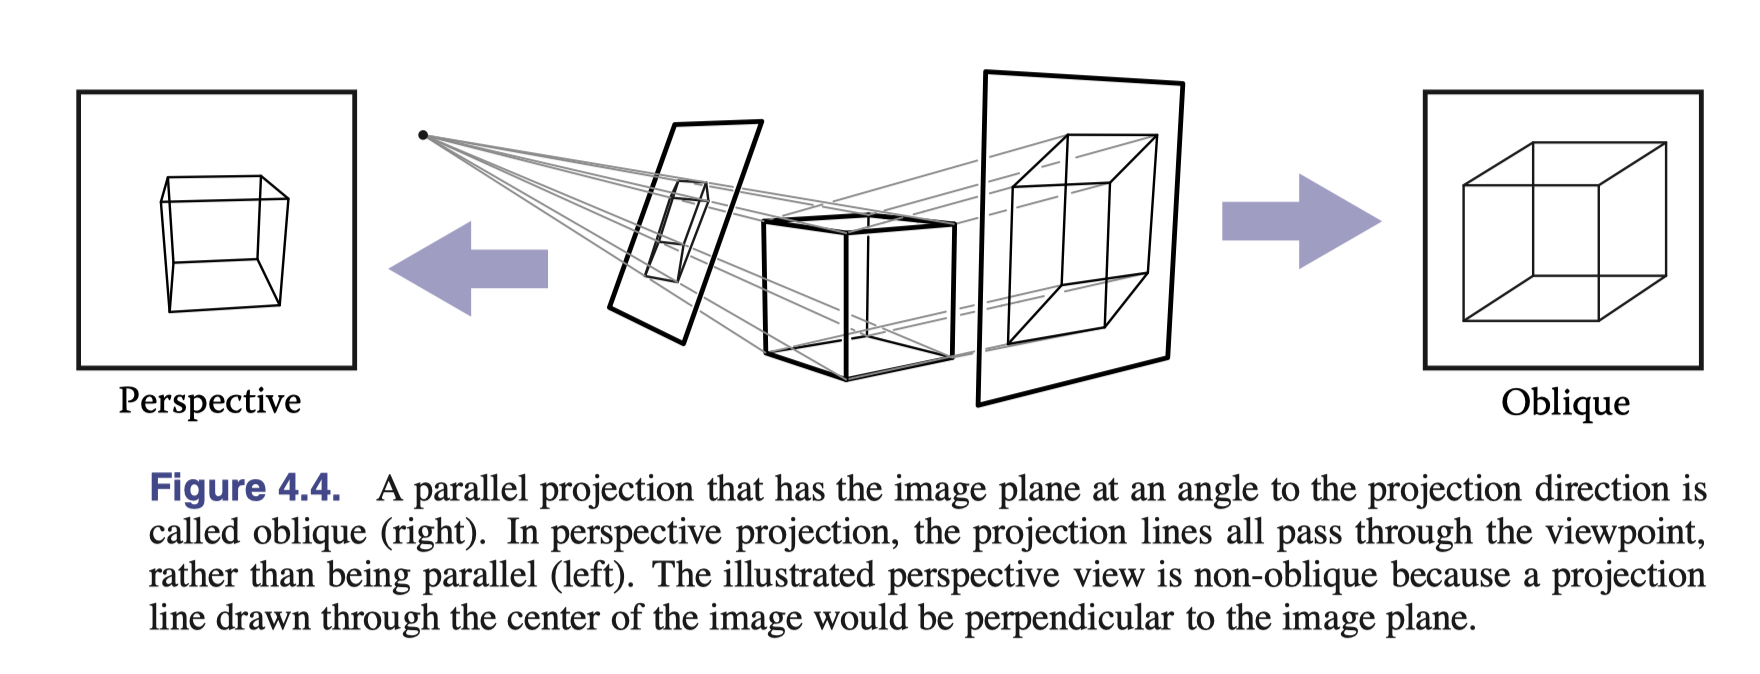 Perspective
Oblique
Figure 4.4. A parallel projection that has the image plane at an angle to the projection direction is
called oblique (right). In perspective projection, the projection lines all pass through the viewpoint,
rather than being parallel (left). The illustrated perspective view is non-oblique because a projection
line drawn through the center of the image would be perpendicular to the image plane.